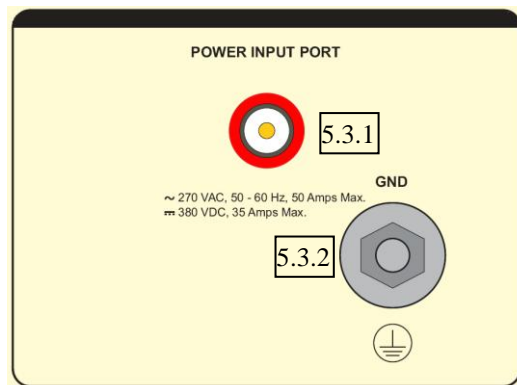 POWER INPUT PORT
5.3.1
~ 270 VAC, 50 - 60 Hz, 50 Amps Max.
⎓ 380 VDC, 35 Amps Max.
GND
5.3.2